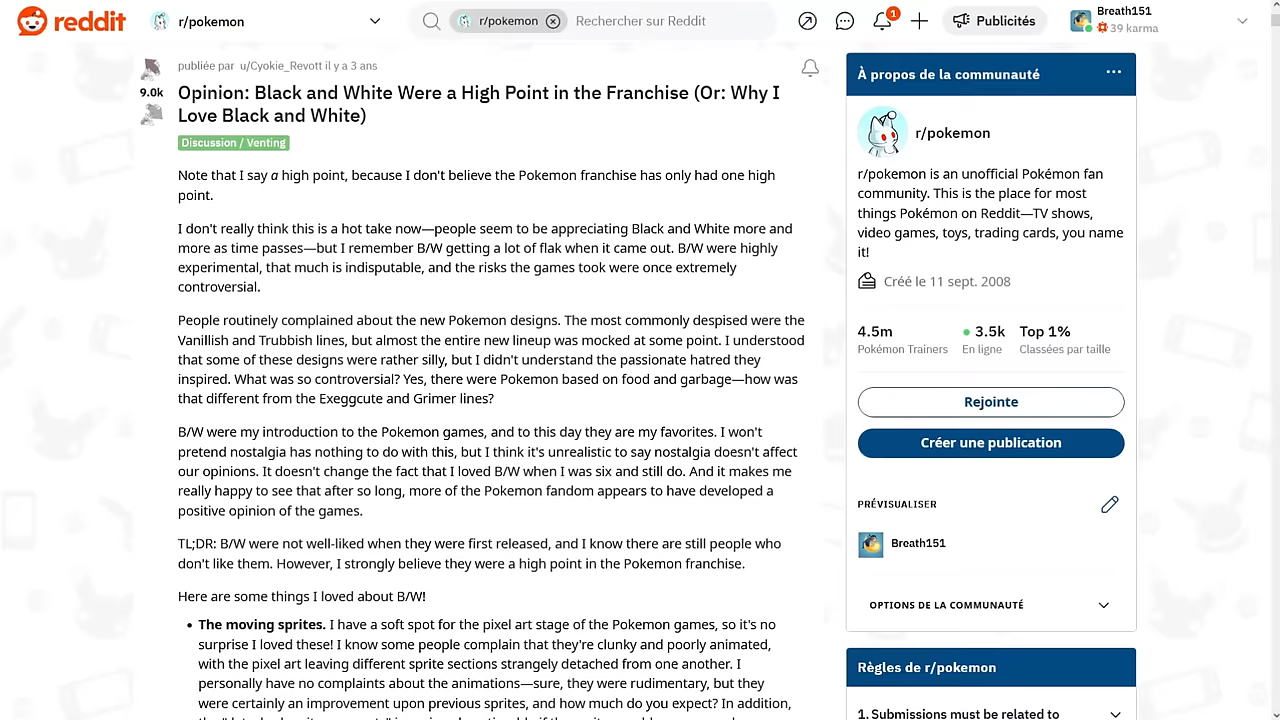 reddit
r/pokemon
r/pokemon
Rechercher sur Reddit
1
Publicités
Breath151
39 karma
publiée par u/Cyokie_Revott il y a 3 ans
9.0k
Opinion: Black and White Were a High Point in the Franchise (Or: Why I
Love Black and White)
Discussion / Venting
Note that I say a high point, because I don't believe the Pokemon franchise has only had one high
point.
I don't really think this is a hot take now—people seem to be appreciating Black and White more and
more as time passes—but I remember B/W getting a lot of flak when it came out. B/W were highly
experimental, that much is indisputable, and the risks the games took were once extremely
controversial.
People routinely complained about the new Pokemon designs. The most commonly despised were the
Vanillish and Trubbish lines, but almost the entire new lineup was mocked at some point. I understood
that some of these designs were rather silly, but I didn't understand the passionate hatred they
inspired. What was so controversial? Yes, there were Pokemon based on food and garbage—how was
that different from the Exeggcute and Grimer lines?
B/W were my introduction to the Pokemon games, and to this day they are my favorites. I won't
pretend nostalgia has nothing to do with this, but I think it's unrealistic to say nostalgia doesn't affect
our opinions. It doesn't change the fact that I loved B/W when I was six and still do. And it makes me
really happy to see that after so long, more of the Pokemon fandom appears to have developed a
positive opinion of the games.
TL;DR: B/W were not well-liked when they were first released, and I know there are still people who
don't like them. However, I strongly believe they were a high point in the Pokemon franchise.
Here are some things I loved about B/W!
• The moving sprites. I have a soft spot for the pixel art stage of the Pokemon games, so it's no
surprise I loved these! I know some people complain that they're clunky and poorly animated,
with the pixel art leaving different sprite sections strangely detached from one another. I
personally have no complaints about the animations—sure, they were rudimentary, but they
were certainly an improvement upon previous sprites, and how much do you expect? In addition,
À propos de la communauté
r/pokemon
r/pokemon is an unofficial Pokémon fan
community. This is the place for most
things Pokémon on Reddit—TV shows,
video games, toys, trading cards, you name
it!
Créé le 11 sept. 2008
4.5m 3.5k Top 1%
Pokémon Trainers En ligne Classées par taille
Rejointe
Créer une publication
PRÉVISUALISER
Breath151
OPTIONS DE LA COMMUNAUTÉ
Règles de r/pokemon
1. Submissions must be related to